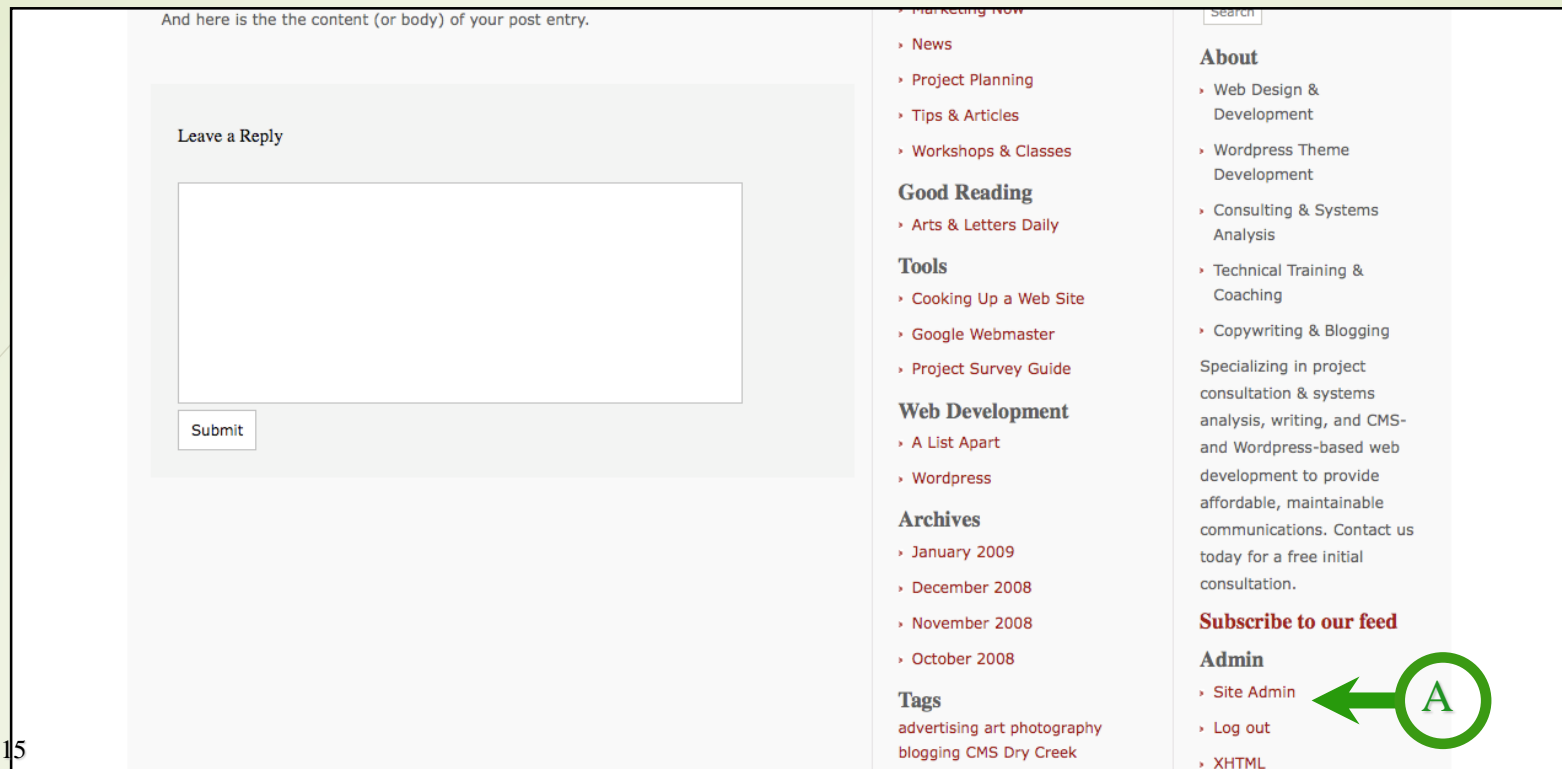 And here is the the content (or body) of your post entry.
Leave a Reply
Submit
Marketing Now
News
Project Planning
Tips & Articles
Workshops & Classes
Good Reading
Arts & Letters Daily
Tools
Cooking Up a Web Site
Google Webmaster
Project Survey Guide
Web Development
A List Apart
Wordpress
Archives
January 2009
December 2008
November 2008
October 2008
Tags
advertising art photography
blogging CMS Dry Creek
Search
About
Web Design &
Development
Wordpress Theme
Development
Consulting & Systems
Analysis
Technical Training &
Coaching
Copywriting & Blogging
Specializing in project
consultation & systems
analysis, writing, and CMS-
and Wordpress-based web
development to provide
affordable, maintainable
communications. Contact us
today for a free initial
consultation.
Subscribe to our feed
Admin
Site Admin
A
Log out
XHTML
15